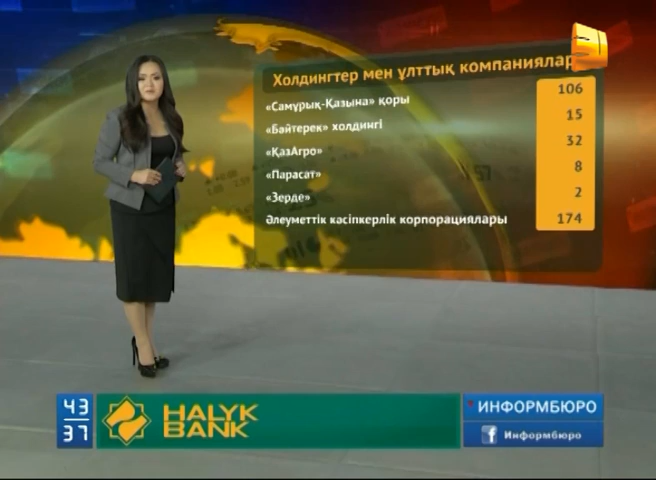 Холдингтер мен ұлттық компаниялар
«Самұрық-Қазына» қоры 106
«Бәйтерек» холдингі 15
«ҚазАгро» 32
«Парасат» 8
«Зерде» 2
Әлеуметтік кәсіпкерлік корпорациялары 174
43
37
HALYK
BANK
ИНФОРМБЮРО
Информбюро